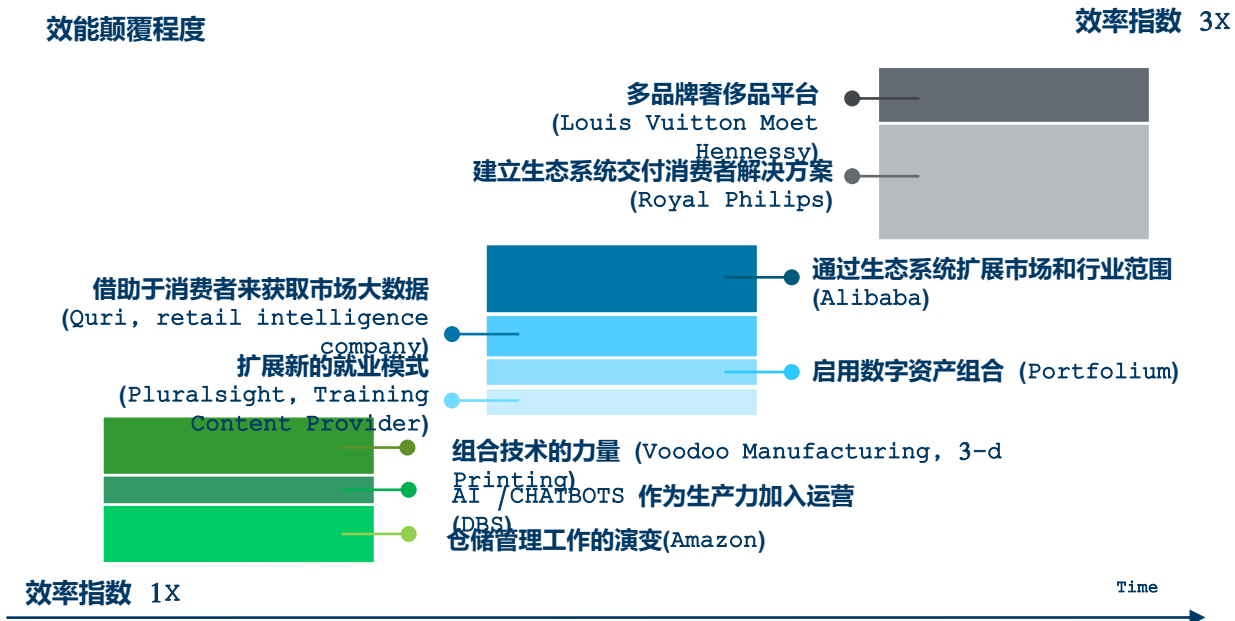 效能颠覆程度
效率指数 3X
多品牌奢侈品平台
(Louis Vuitton Moet
Hennessy)
建立生态系统交付消费者解决方案
(Royal Philips)
通过生态系统扩展市场和行业范围
(Alibaba)
借助于消费者来获取市场大数据
(Quri, retail intelligence
company)
扩展新的就业模式
(Pluralsight, Training
Content Provider)
启用数字资产组合 (Portfolium)
组合技术的力量 (Voodoo Manufacturing, 3-d
Printing)
AI /CHATBOTS 作为生产力加入运营
(DBS)
仓储管理工作的演变(Amazon)
效率指数 1X
Time